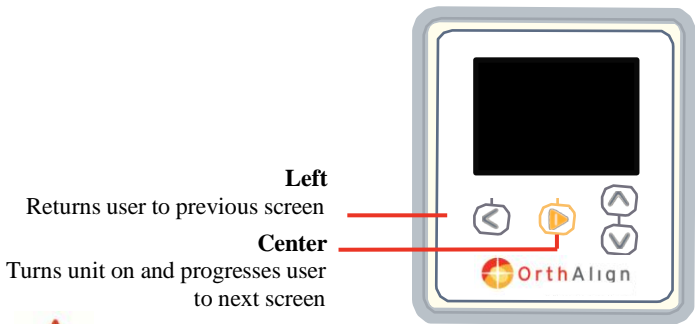 Left
Returns user to previous screen
Center
Turns unit on and progresses user
to next screen
OrthAlign